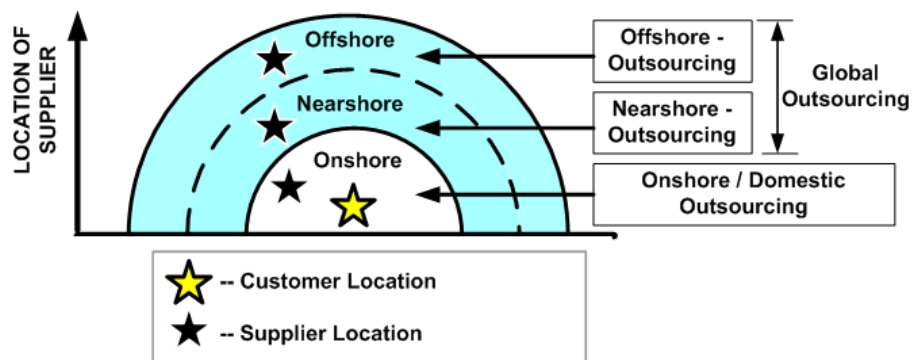 LOCATION OF
SUPPLIER
Offshore
Nearshore
Onshore
Offshore -
Outsourcing
Nearshore -
Outsourcing
Onshore / Domestic
Outsourcing
Global
Outsourcing
-- Customer Location
-- Supplier Location